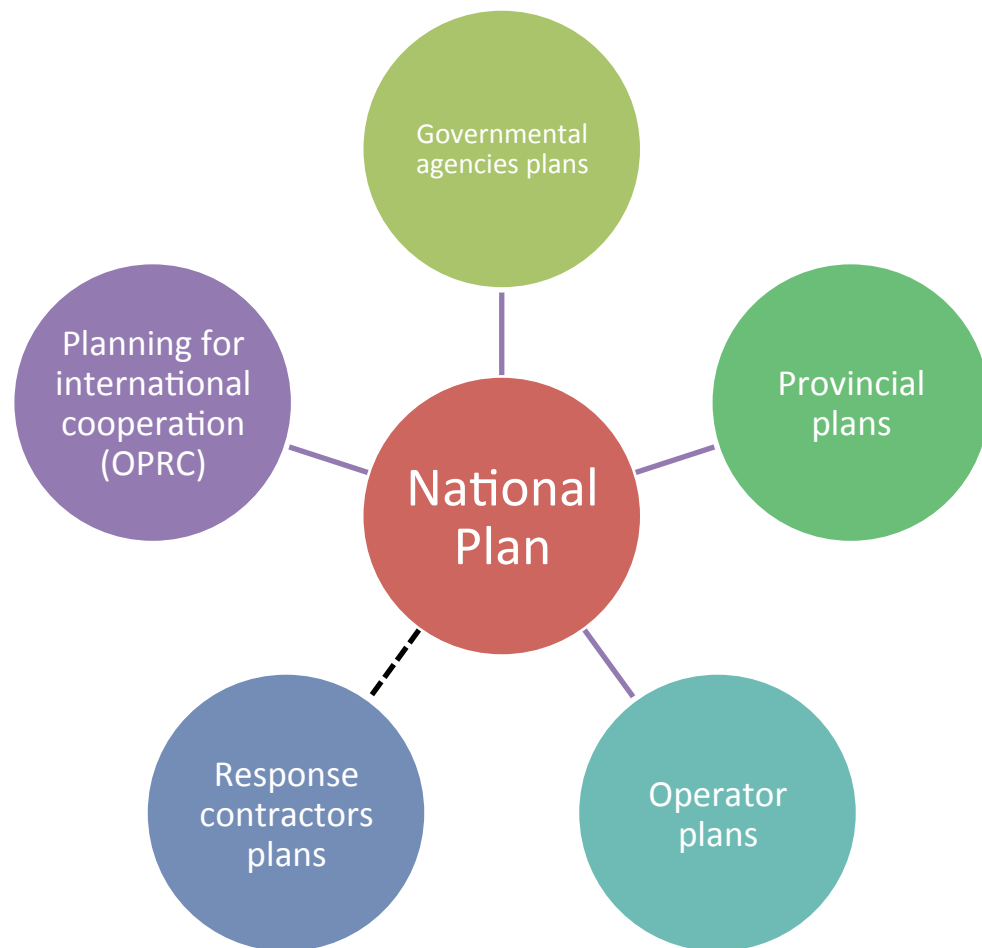 Governmental
agencies plans
Planning for
international
cooperation
(OPRC)
Provincial
plans
National
Plan
Response
contractors
plans
Operator
plans